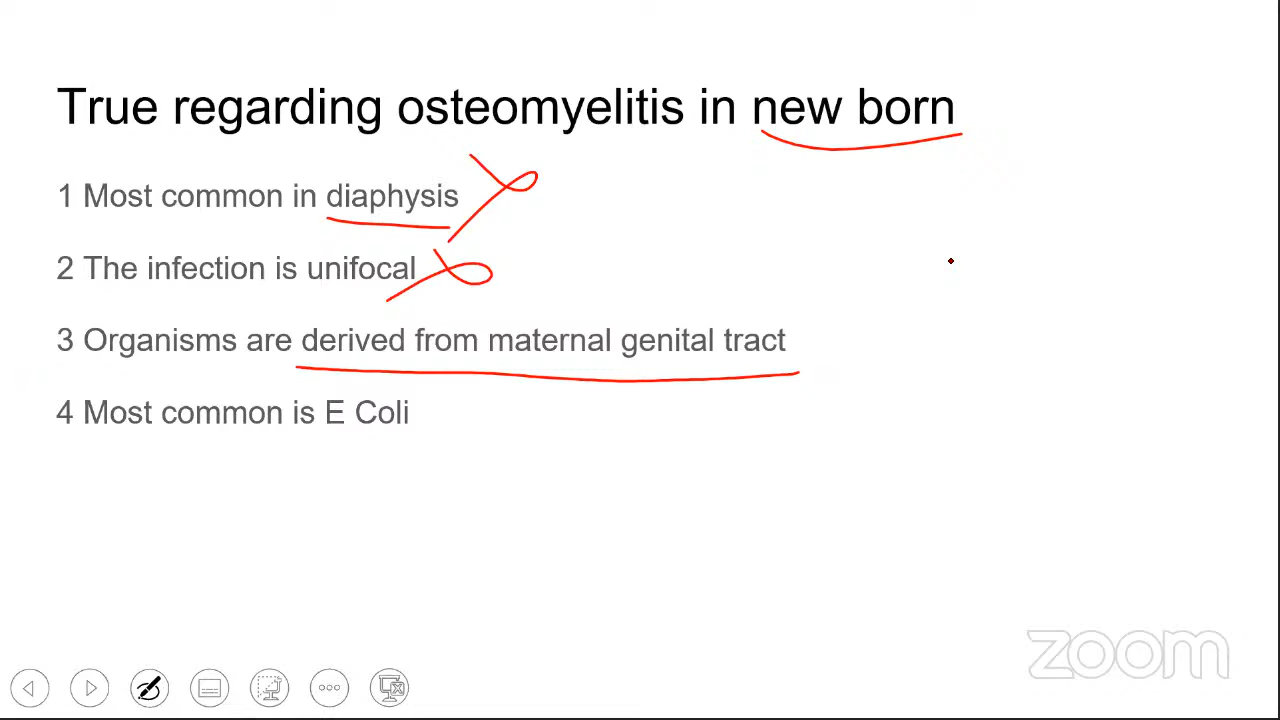 True regarding osteomyelitis in new born
1 Most common in diaphysis
2 The infection is unifocal
3 Organisms are derived from maternal genital tract
4 Most common is E Coli
zoom